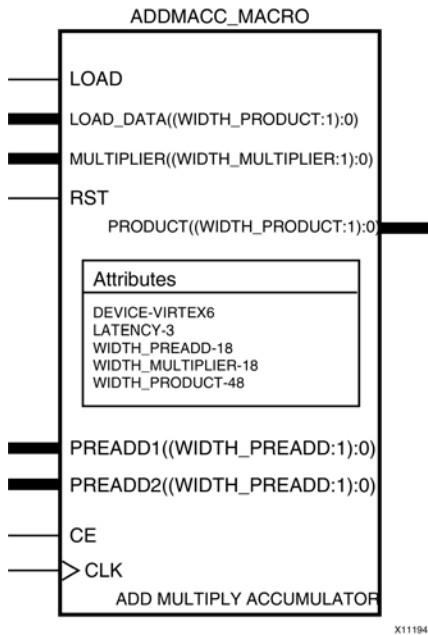 ADDMACC_MACRO
LOAD
LOAD_DATA((WIDTH_PRODUCT:1):0)
MULTIPLIER((WIDTH_MULTIPLIER:1):0)
RST
PRODUCT((WIDTH_PRODUCT:1):0)
Attributes
DEVICE-VIRTEX6
LATENCY-3
WIDTH_PREADD-18
WIDTH_MULTIPLIER-18
WIDTH_PRODUCT-48
PREADD1((WIDTH_PREADD:1):0)
PREADD2((WIDTH_PREADD:1):0)
CE
CLK
ADD MULTIPLY ACCUMULATOR
X11194